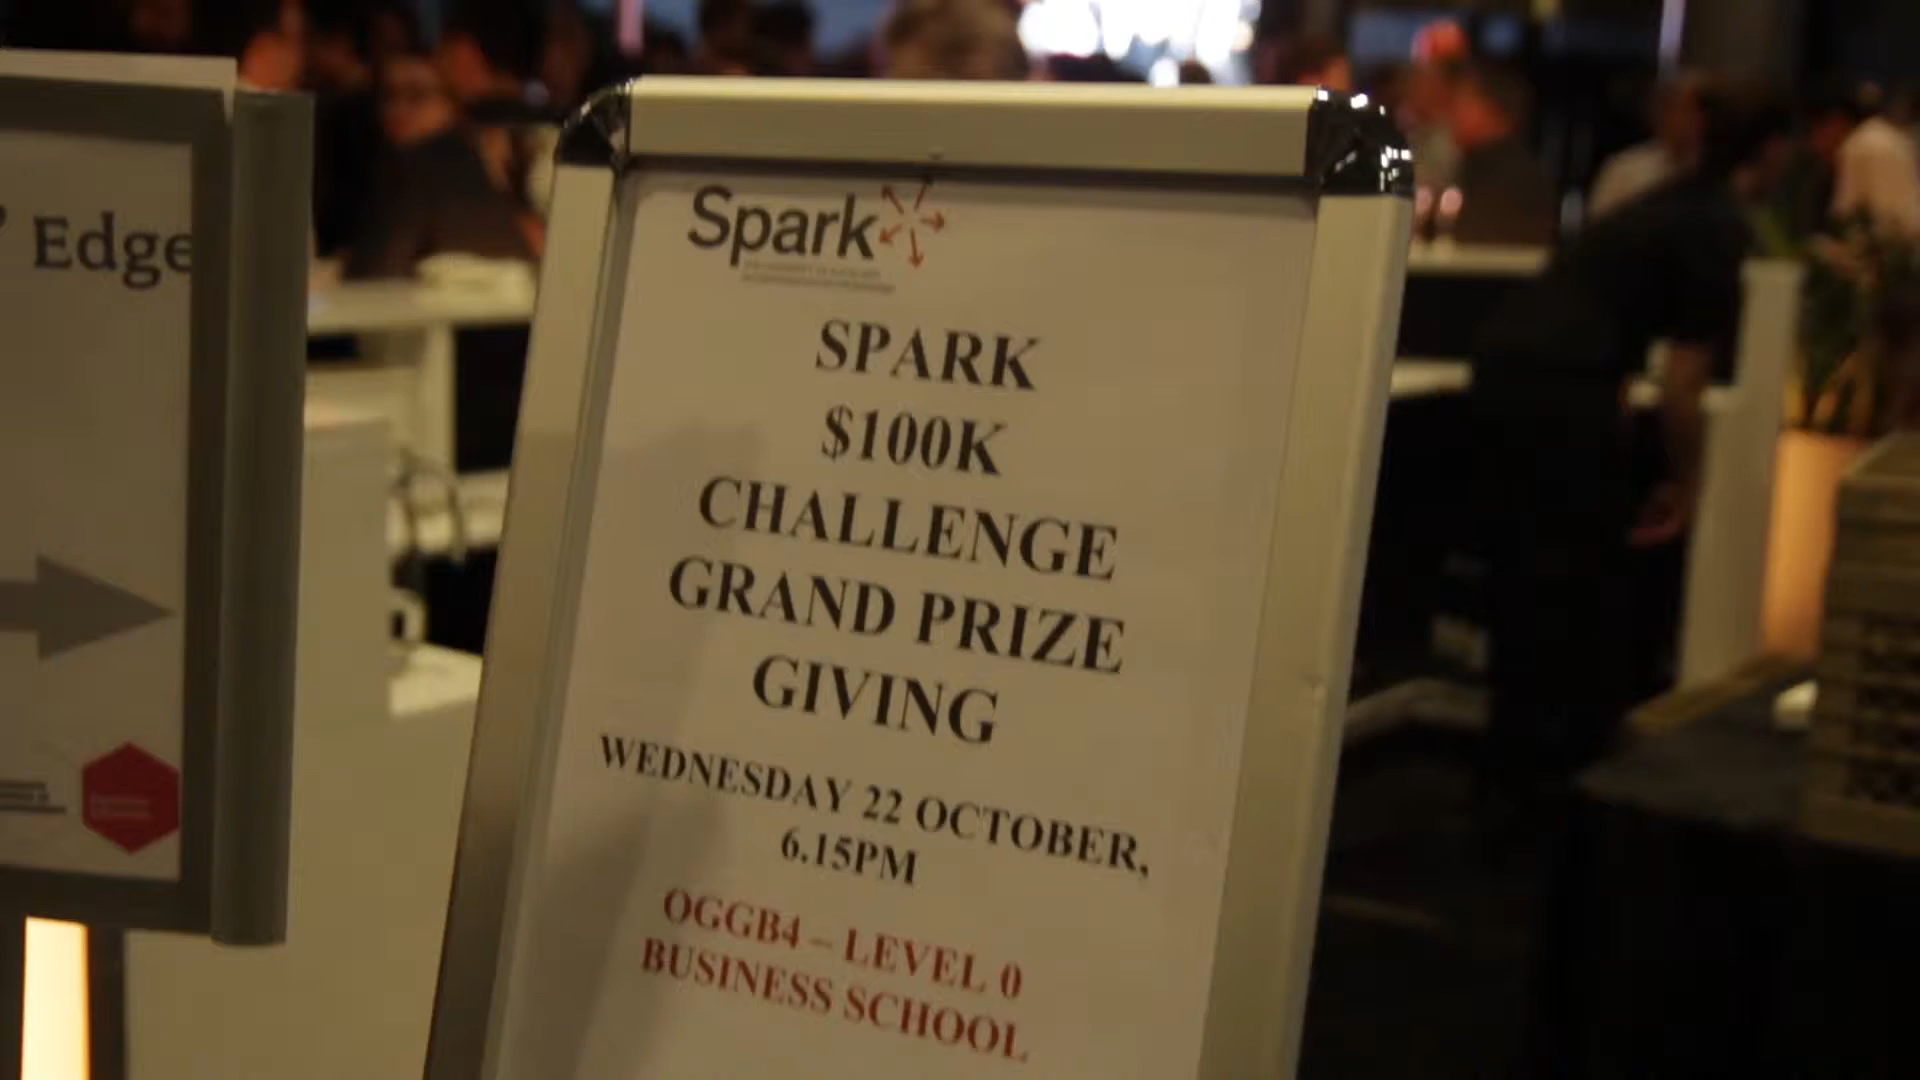 Edge
Spark
SPARK
$100K
CHALLENGE
GRAND PRIZE
GIVING
WEDNESDAY 22 OCTOBER,
6.15PM
OGGB4 – LEVEL 0
BUSINESS SCHOOL